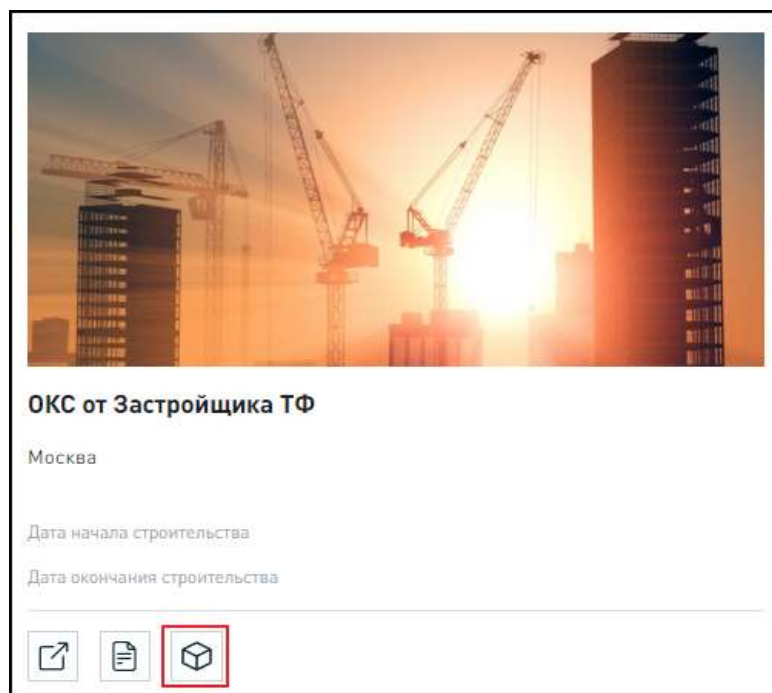 ОКС от Застройщика ТФ
Москва
Дата начала строительства
Дата окончания строительства